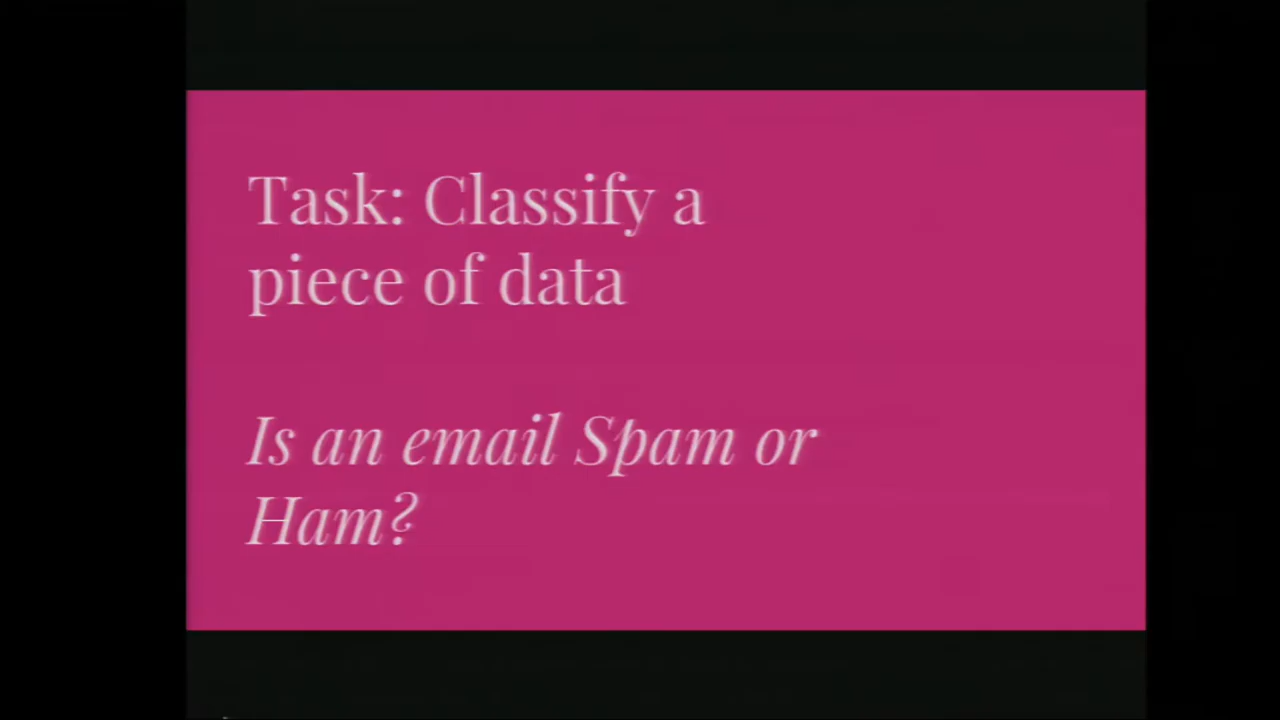 Task: Classify a
piece of data
Is an email Spam or
Ham?